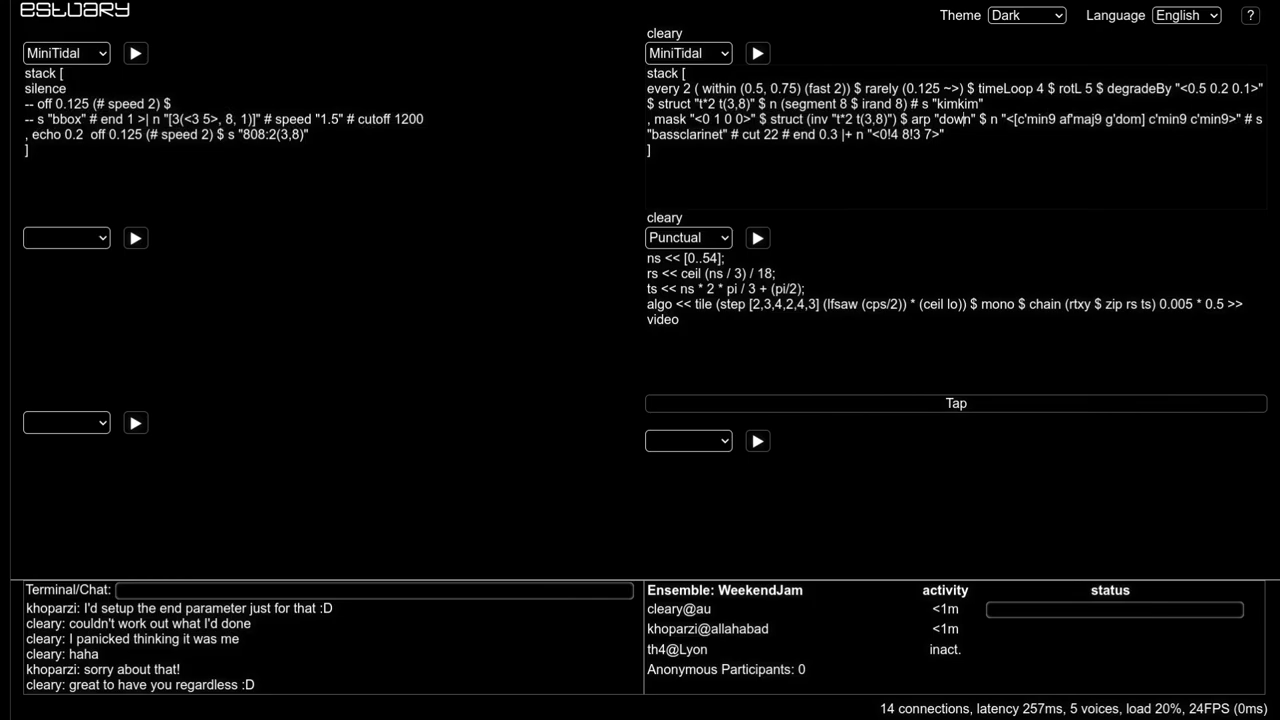 estuary
Theme Dark Language English ?
MiniTidal
stack [
silence
-- off 0.125 (# speed 2) $
-- s "bbox" # end 1 >| n "[3(<3 5>, 8, 1)]" # speed "1.5" # cutoff 1200
, echo 0.2  off 0.125 (# speed 2) $ s "808:2(3,8)"
]
cleary
MiniTidal
stack [
every 2 ( within (0.5, 0.75) (fast 2)) $ rarely (0.125 ~>) $ timeLoop 4 $ rotL 5 $ degradeBy "<0.5 0.2 0.1>"
$ struct "t*2 t(3,8)" $ n (segment 8 $ irand 8) # s "kimkim"
, mask "<0 1 0 0>" $ struct (inv "t*2 t(3,8)") $ arp "down" $ n "<[c'min9 af'maj9 g'dom] c'min9 c'min9>" # s
"bassclarinet" # cut 22 # end 0.3 |+ n "<0!4 8!3 7>"
]
cleary
Punctual
ns << [0..54];
rs << ceil (ns / 3) / 18;
ts << ns * 2 * pi / 3 + (pi/2);
algo << tile (step [2,3,4,2,4,3] (lfsaw (cps/2)) * (ceil lo)) $ mono $ chain (rtxy $ zip rs ts) 0.005 * 0.5 >>
video
Tap
Terminal/Chat:
khoparzi: I'd setup the end parameter just for that :D
cleary: couldn't work out what I'd done
cleary: I panicked thinking it was me
cleary: haha
khoparzi: sorry about that!
cleary: great to have you regardless :D
Ensemble: WeekendJam activity status
cleary@au <1m
khoparzi@allahabad <1m
th4@Lyon inact.
Anonymous Participants: 0
14 connections, latency 257ms, 5 voices, load 20%, 24FPS (0ms)